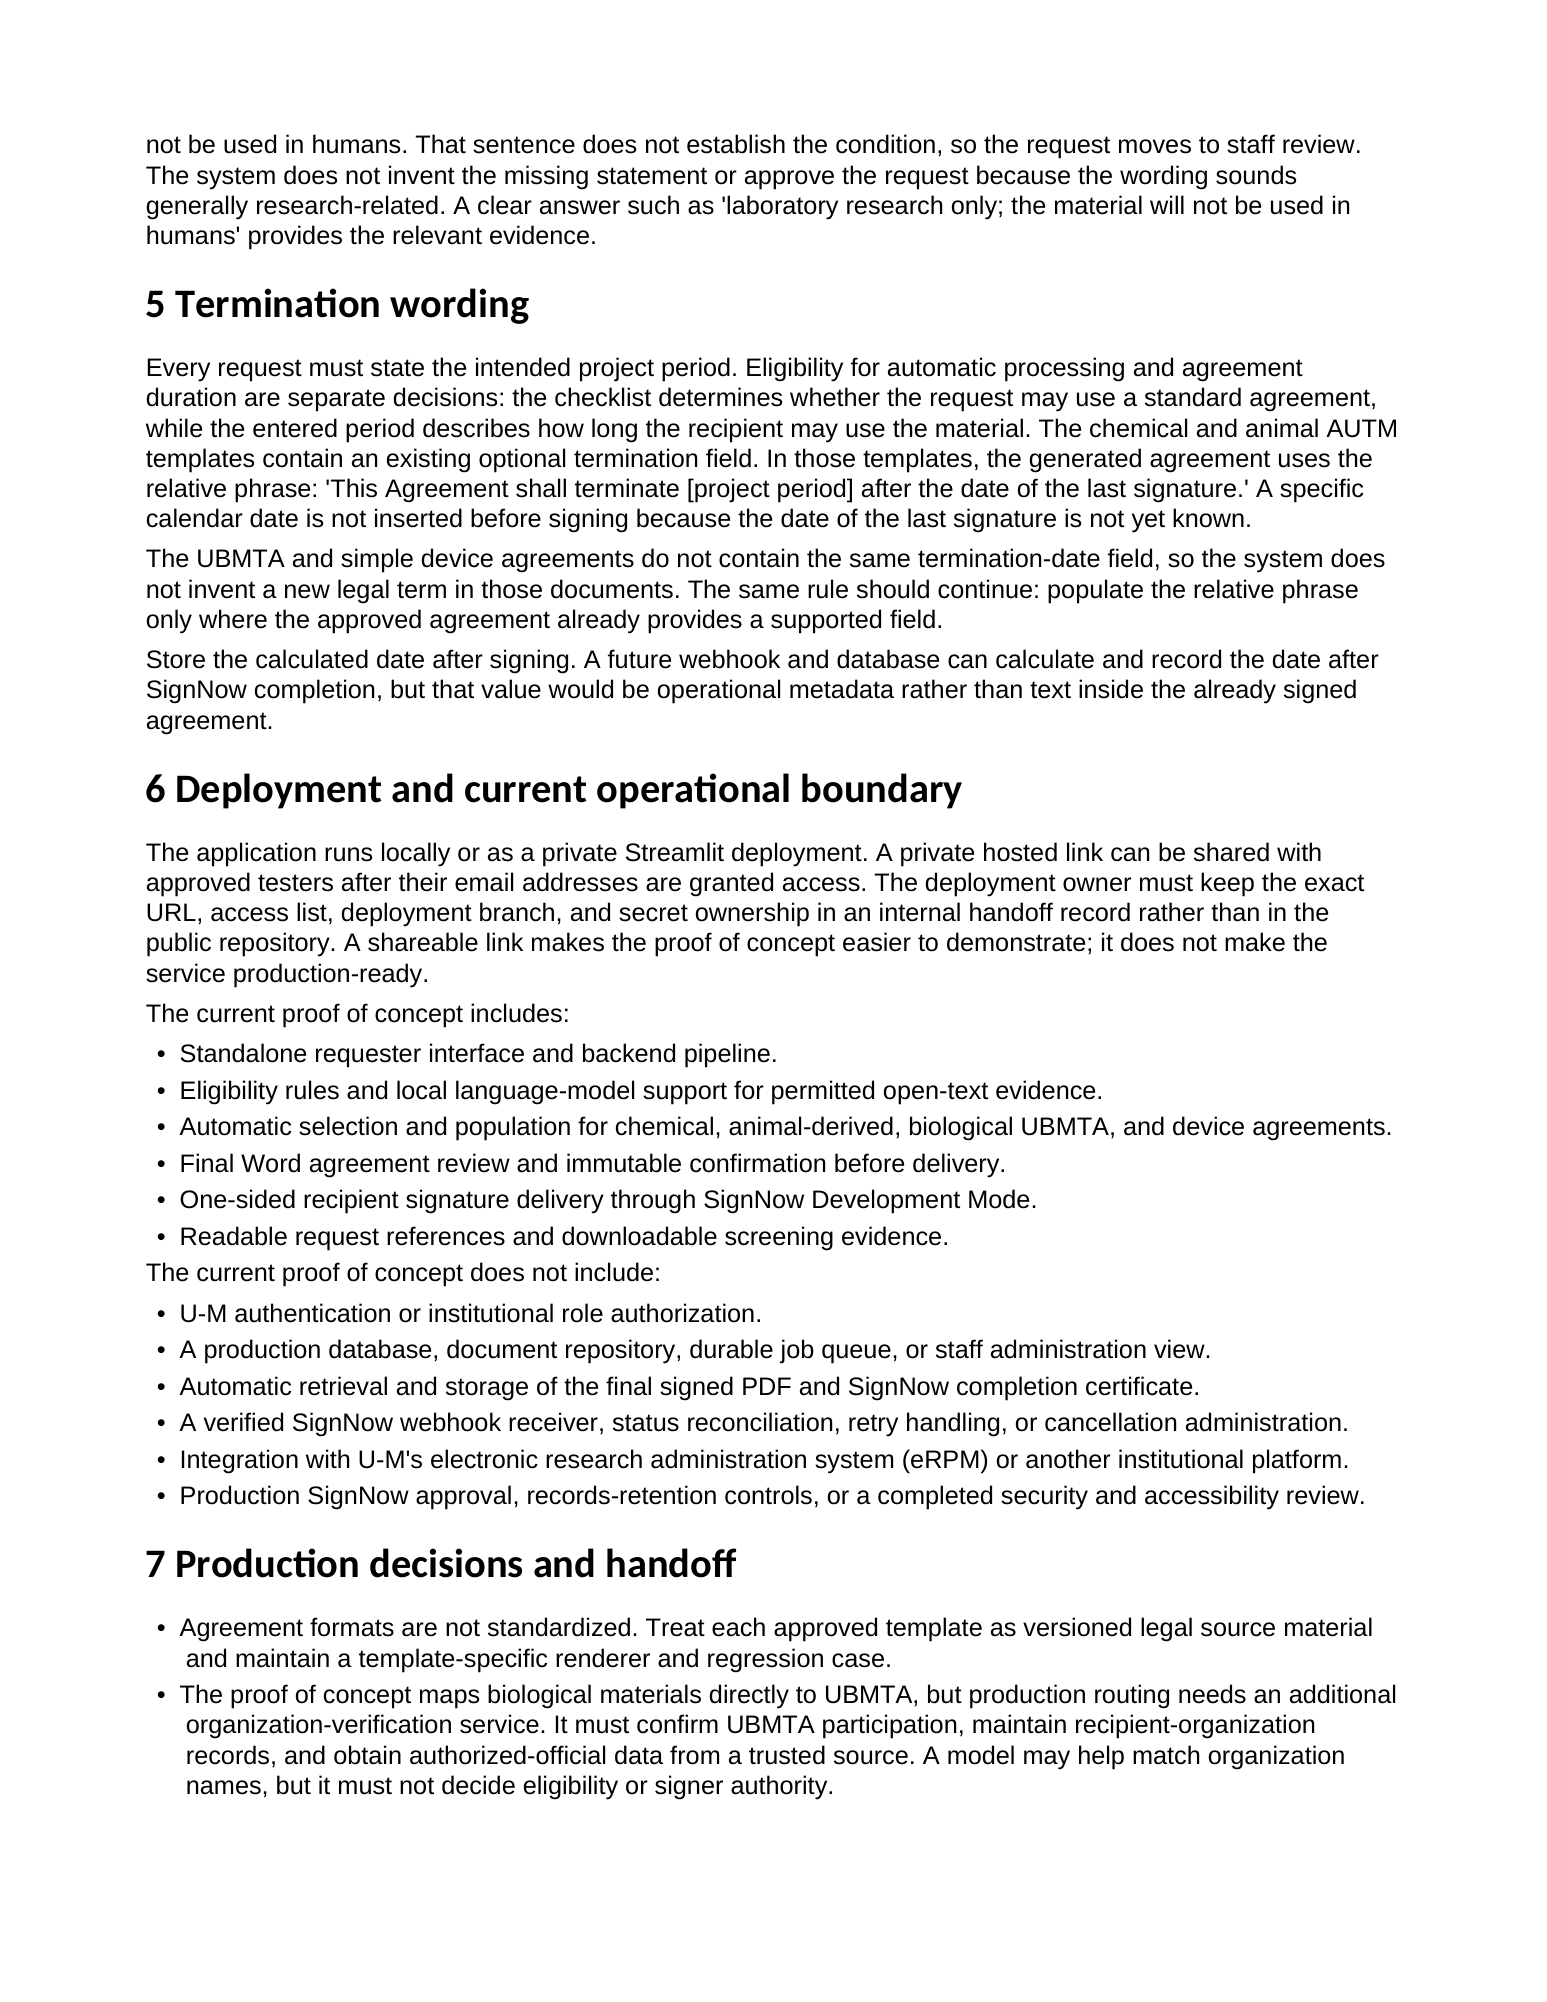 not be used in humans. That sentence does not establish the condition, so the request moves to staff review.
The system does not invent the missing statement or approve the request because the wording sounds
generally research-related. A clear answer such as 'laboratory research only; the material will not be used in
humans' provides the relevant evidence.
5 Termination wording
Every request must state the intended project period. Eligibility for automatic processing and agreement
duration are separate decisions: the checklist determines whether the request may use a standard agreement,
while the entered period describes how long the recipient may use the material. The chemical and animal AUTM
templates contain an existing optional termination field. In those templates, the generated agreement uses the
relative phrase: 'This Agreement shall terminate [project period] after the date of the last signature.' A specific
calendar date is not inserted before signing because the date of the last signature is not yet known.
The UBMTA and simple device agreements do not contain the same termination-date field, so the system does
not invent a new legal term in those documents. The same rule should continue: populate the relative phrase
only where the approved agreement already provides a supported field.
Store the calculated date after signing. A future webhook and database can calculate and record the date after
SignNow completion, but that value would be operational metadata rather than text inside the already signed
agreement.
6 Deployment and current operational boundary
The application runs locally or as a private Streamlit deployment. A private hosted link can be shared with
approved testers after their email addresses are granted access. The deployment owner must keep the exact
URL, access list, deployment branch, and secret ownership in an internal handoff record rather than in the
public repository. A shareable link makes the proof of concept easier to demonstrate; it does not make the
service production-ready.
The current proof of concept includes:
• Standalone requester interface and backend pipeline.
• Eligibility rules and local language-model support for permitted open-text evidence.
• Automatic selection and population for chemical, animal-derived, biological UBMTA, and device agreements.
• Final Word agreement review and immutable confirmation before delivery.
• One-sided recipient signature delivery through SignNow Development Mode.
• Readable request references and downloadable screening evidence.
The current proof of concept does not include:
• U-M authentication or institutional role authorization.
• A production database, document repository, durable job queue, or staff administration view.
• Automatic retrieval and storage of the final signed PDF and SignNow completion certificate.
• A verified SignNow webhook receiver, status reconciliation, retry handling, or cancellation administration.
• Integration with U-M's electronic research administration system (eRPM) or another institutional platform.
• Production SignNow approval, records-retention controls, or a completed security and accessibility review.
7 Production decisions and handoff
• Agreement formats are not standardized. Treat each approved template as versioned legal source material
and maintain a template-specific renderer and regression case.
• The proof of concept maps biological materials directly to UBMTA, but production routing needs an additional
organization-verification service. It must confirm UBMTA participation, maintain recipient-organization
records, and obtain authorized-official data from a trusted source. A model may help match organization
names, but it must not decide eligibility or signer authority.